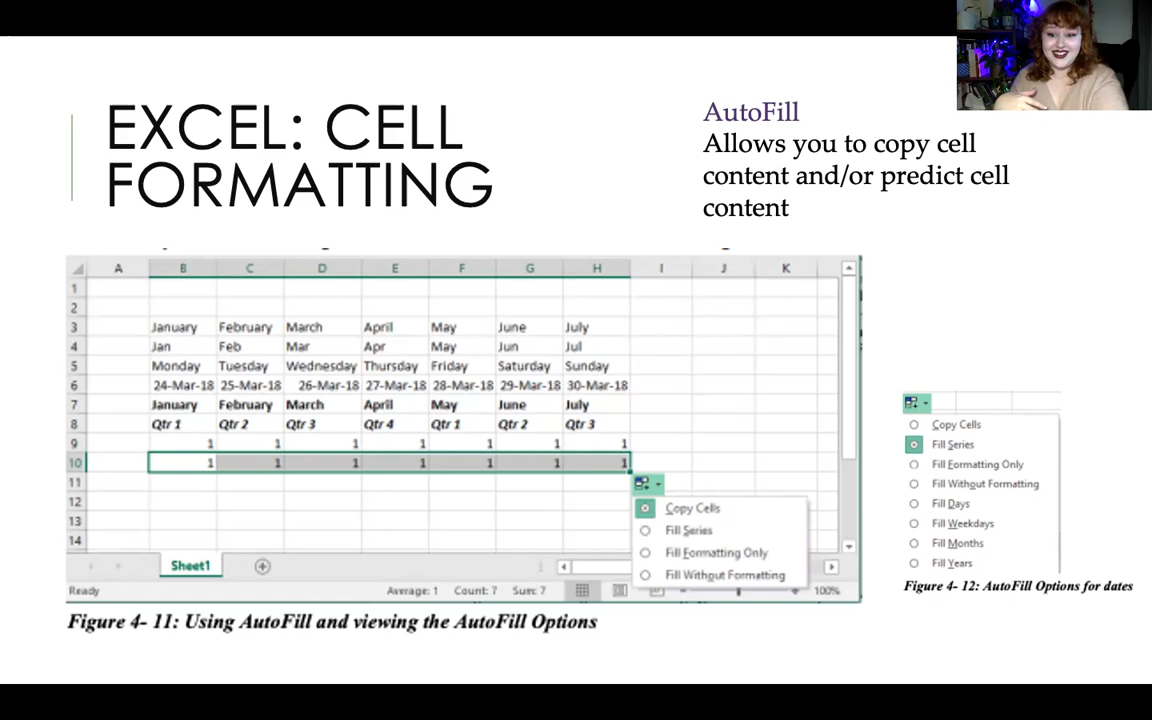 EXCEL: CELL
FORMATTING
AutoFill
Allows you to copy cell
content and/or predict cell
content
A B C D E F G H I J K
1
2
3 January February March April May June July
4 Jan Feb Mar Apr May Jun Jul
5 Monday Tuesday Wednesday Thursday Friday Saturday Sunday
6 24-Mar-18 25-Mar-18 26-Mar-18 27-Mar-18 28-Mar-18 29-Mar-18 30-Mar-18
7 January February March April May June July
8 Qtr 1 Qtr 2 Qtr 3 Qtr 4 Qtr 1 Qtr 2 Qtr 3
9 1 1 1 1 1 1 1
10 1 1 1 1 1 1 1
11
12
13
14
Copy Cells
Fill Series
Fill Formatting Only
Fill Without Formatting
Sheet1
Ready Average: 1 Count: 7 Sum: 7 100%
Figure 4- 11: Using AutoFill and viewing the AutoFill Options
Copy Cells
Fill Series
Fill Formatting Only
Fill Without Formatting
Fill Days
Fill Weekdays
Fill Months
Fill Years
Figure 4- 12: AutoFill Options for dates